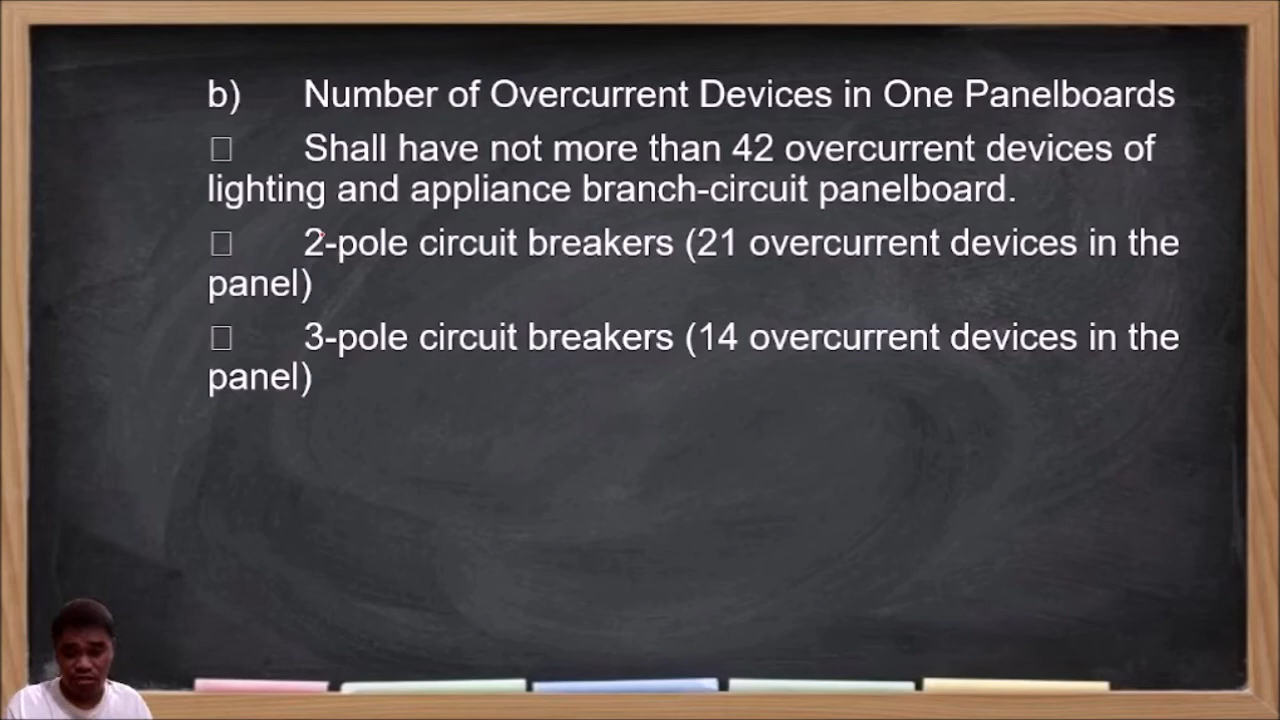 b) Number of Overcurrent Devices in One Panelboards
Shall have not more than 42 overcurrent devices of
lighting and appliance branch-circuit panelboard.
2-pole circuit breakers (21 overcurrent devices in the
panel)
3-pole circuit breakers (14 overcurrent devices in the
panel)